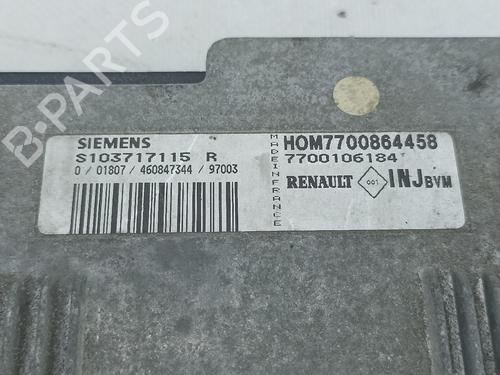 SIEMENS
S103717115 R
0 / 01807 / 460847344 / 97003
MADE IN FRANCE
HOM7700864458
7700106184
RENAULT 001 INJ BVM
B-PARTS